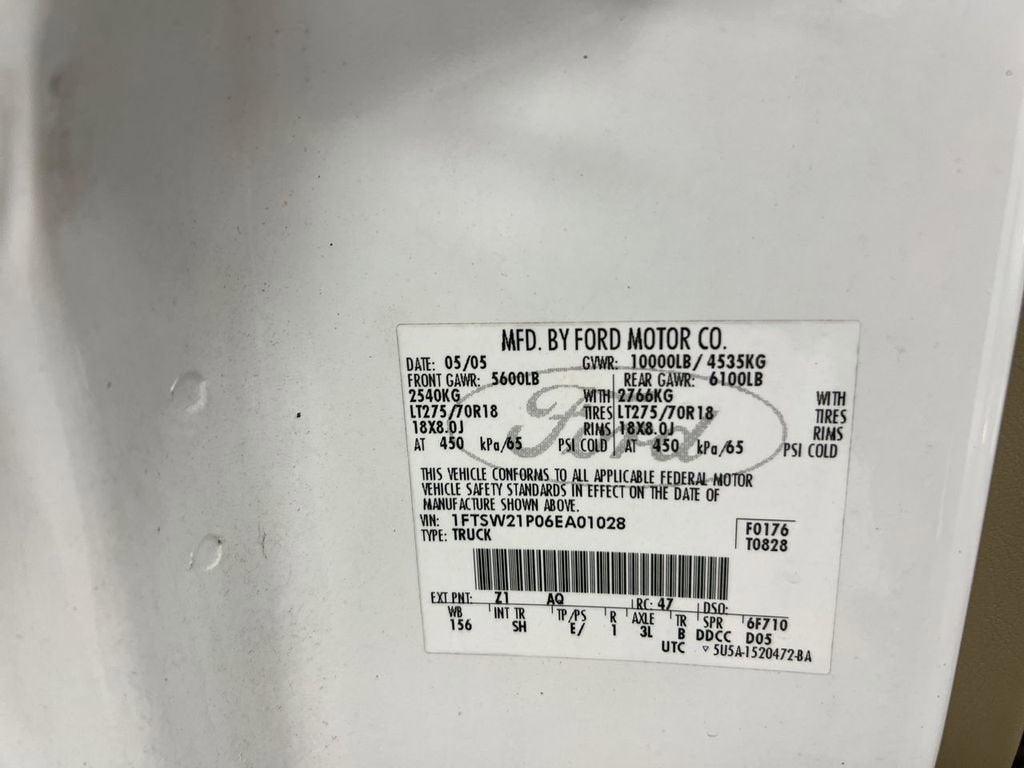 MFD. BY FORD MOTOR CO.
DATE: 05/05 GVWR: 10000LB/ 4535KG
FRONT GAWR: 5600LB REAR GAWR: 6100LB
2540KG WITH 2766KG WITH
LT275/70R18 TIRES LT275/70R18 TIRES
18X8.0J RIMS 18X8.0J RIMS
AT 450 kPa/65 PSI COLD AT 450 kPa/65 PSI COLD
Ford
THIS VEHICLE CONFORMS TO ALL APPLICABLE FEDERAL MOTOR
VEHICLE SAFETY STANDARDS IN EFFECT ON THE DATE OF
MANUFACTURE SHOWN ABOVE.
VIN: 1FTSW21P06EA01028 F0176
TYPE: TRUCK T0828
EXT PNT: Z1 AQ RC: 47 DSO:
WB INT TR TP/PS R AXLE TR SPR 6F710
156 SH E/ 1 3L B DDCC D05
UTC ▿ 5U5A-1520472-BA